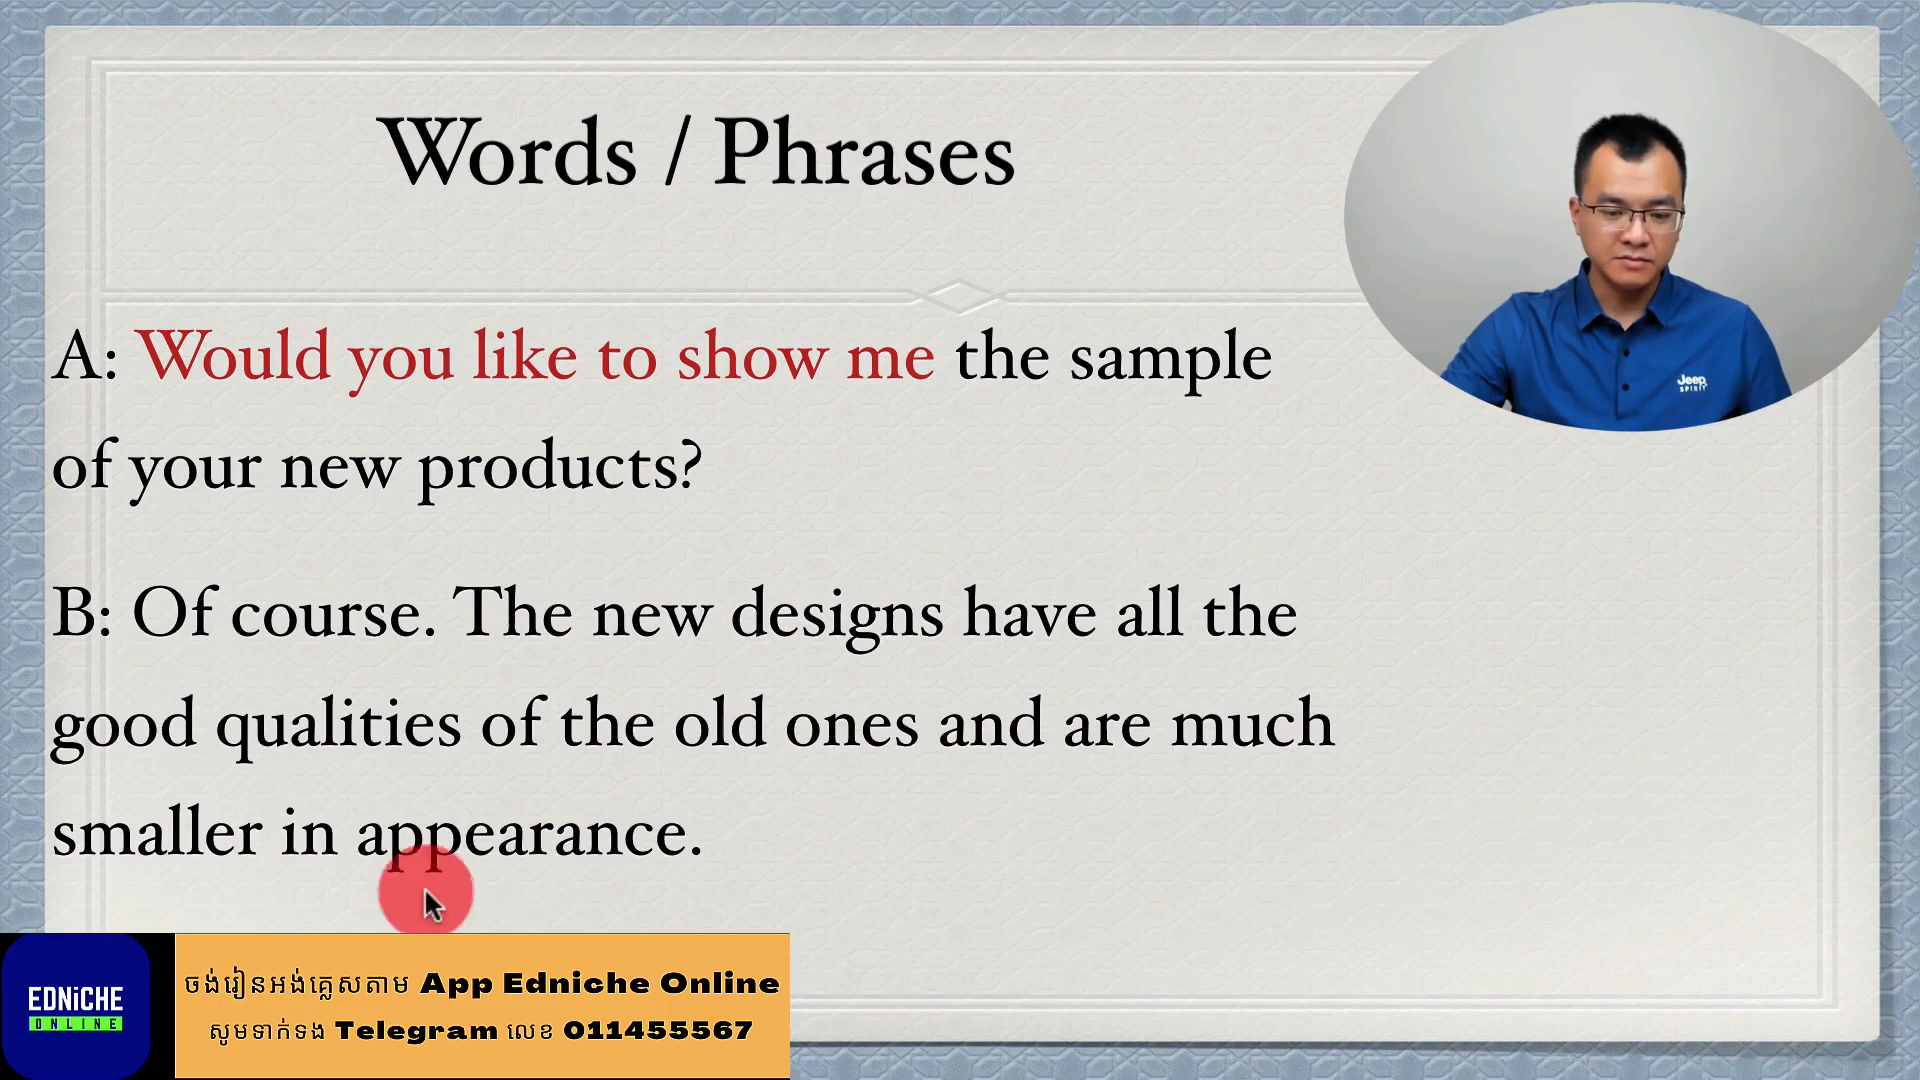 Words / Phrases
A: Would you like to show me the sample
of your new products?
B: Of course. The new designs have all the
good qualities of the old ones and are much
smaller in appearance.
Jeep
SPIRIT
EDNiCHE
ONLINE
ចង់រៀនអង់គ្លេសតាម App Edniche Online
សូមទាក់ទង Telegram លេខ 011455567